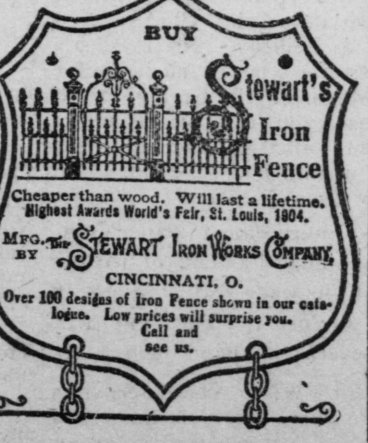 BUY
Stewart's
Iron
Fence
Cheaper than wood. Will last a lifetime.
Highest Awards World's Fair, St. Louis, 1904.
MFG. BY THE STEWART IRON WORKS COMPANY,
CINCINNATI, O.
Over 100 designs of Iron Fence shown in our cata-
logue. Low prices will surprise you.
Call and
see us.